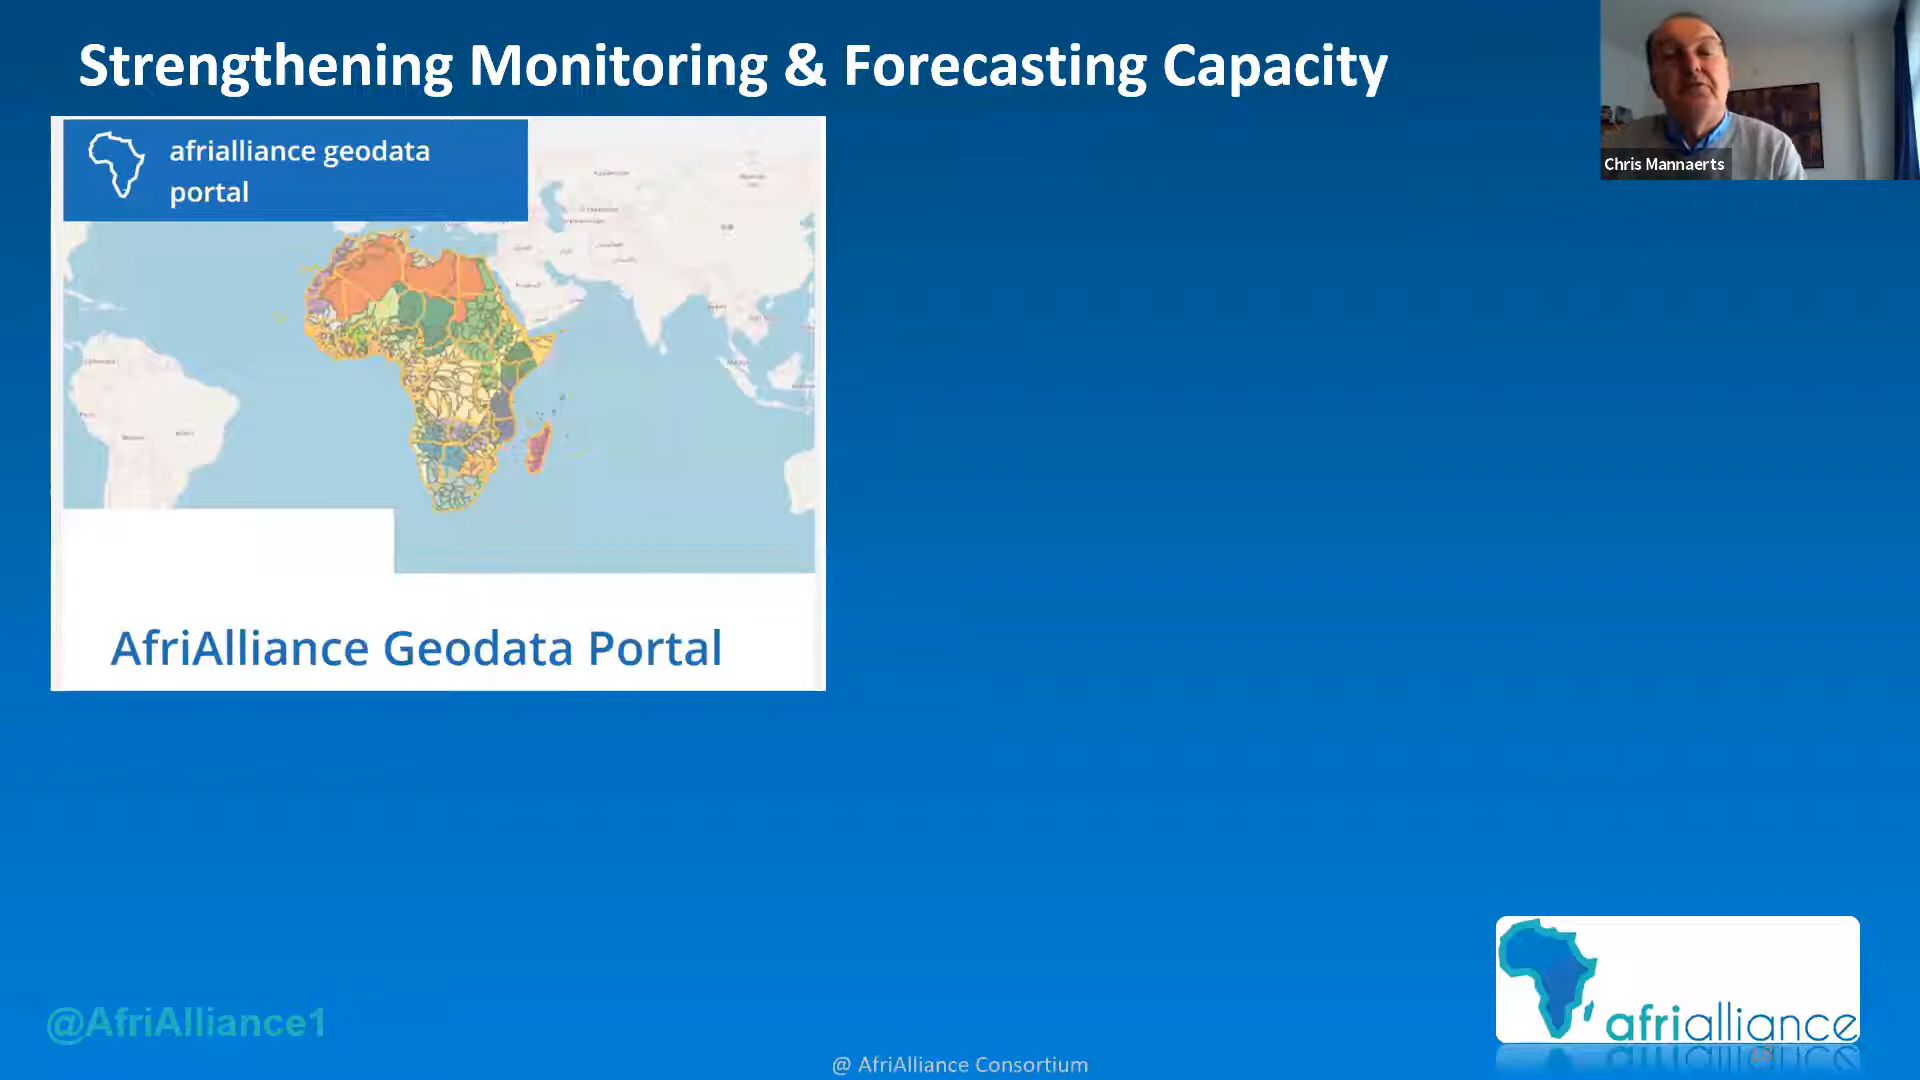 Strengthening Monitoring & Forecasting Capacity
Chris Mannaerts
afrialliance geodata
portal
AfriAlliance Geodata Portal
@AfriAlliance1
afrialliance
@ AfriAlliance Consortium